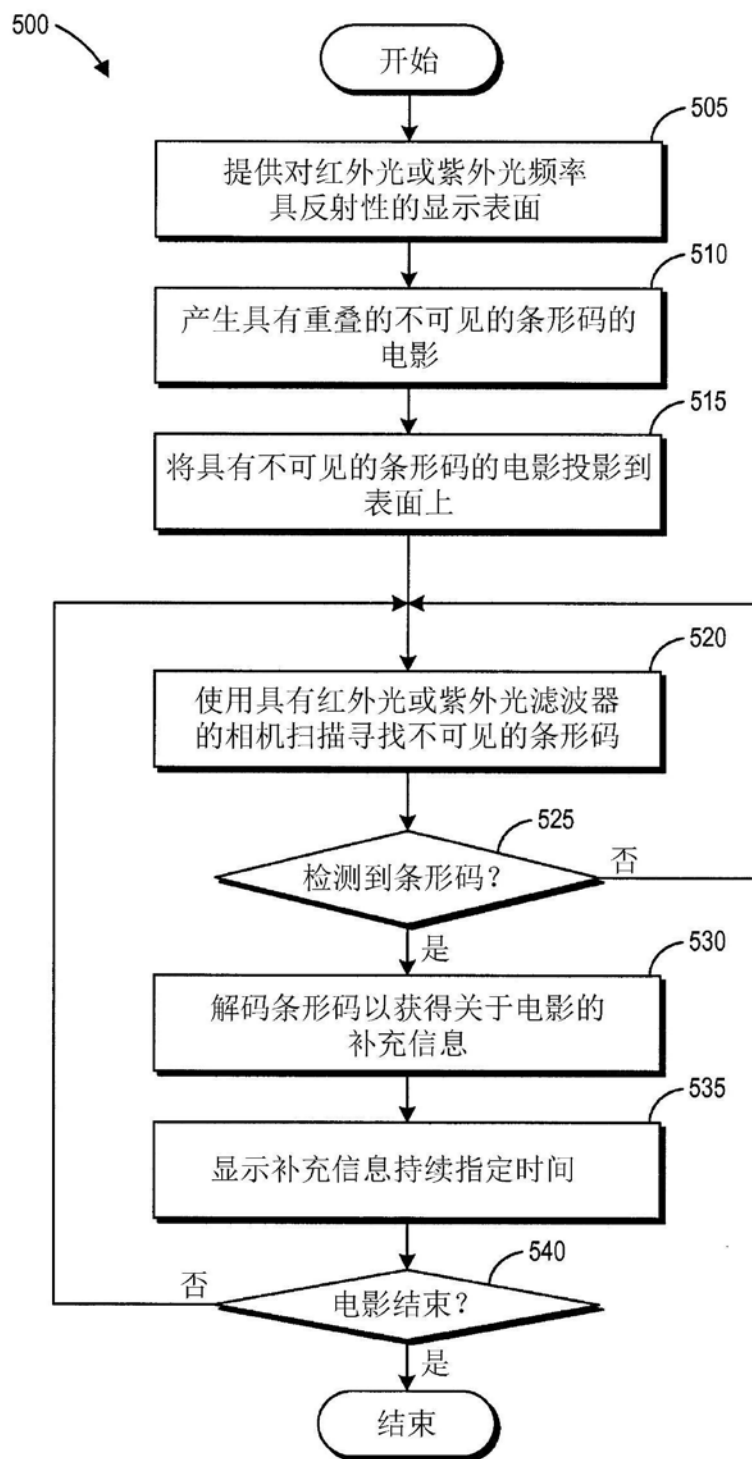 500
开始
505
提供对红外光或紫外光频率
具反射性的显示表面
510
产生具有重叠的不可见的条形码的
电影
515
将具有不可见的条形码的电影投影到
表面上
520
使用具有红外光或紫外光滤波器
的相机扫描寻找不可见的条形码
525
检测到条形码?
否
是
530
解码条形码以获得关于电影的
补充信息
535
显示补充信息持续指定时间
540
否
电影结束?
是
结束